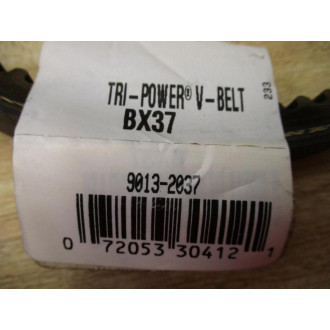 TRI-POWER® V-BELT
BX37
233
9013-2037
0 72053 30412 1